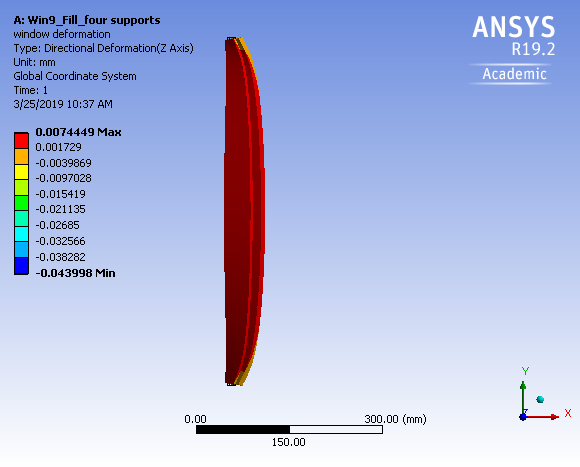 A: Win9_Fill_four supports
window deformation
Type: Directional Deformation(Z Axis)
Unit: mm
Global Coordinate System
Time: 1
3/25/2019 10:37 AM
ANSYS
R19.2
Academic
0.0074449 Max
0.001729
-0.0039869
-0.0097028
-0.015419
-0.021135
-0.02685
-0.032566
-0.038282
-0.043998 Min
0.00 300.00 (mm)
150.00
Y
Z X